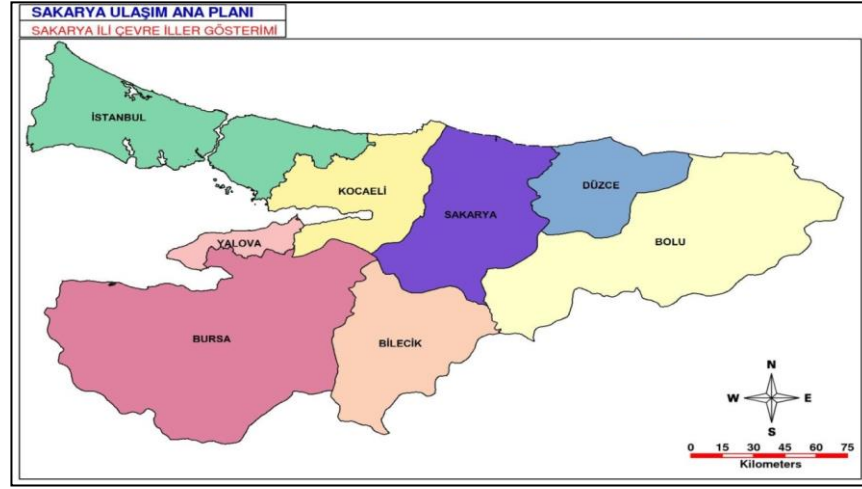 SAKARYA ULAŞIM ANA PLANI
SAKARYA İLİ ÇEVRE İLLER GÖSTERİMİ
İSTANBUL
KOCAELİ
DÜZCE
SAKARYA
YALOVA
BOLU
BURSA
BİLECİK
N
W E
S
0 15 30 45 60 75
Kilometers